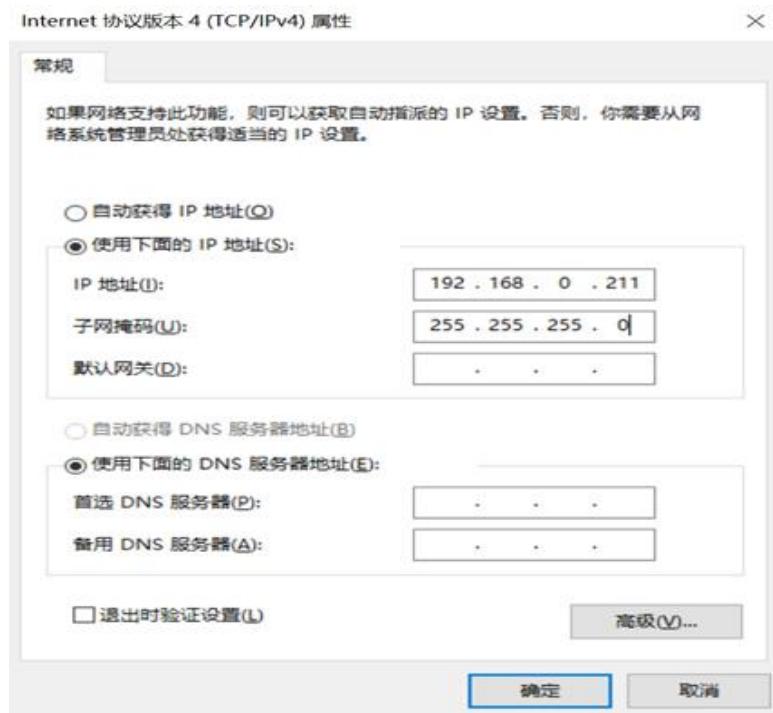 Internet 协议版本 4 (TCP/IPv4) 属性
常规
如果网络支持此功能，则可以获取自动指派的 IP 设置。否则，你需要从网
络系统管理员处获得适当的 IP 设置。
自动获得 IP 地址(O)
使用下面的 IP 地址(S):
IP 地址(I): 192 . 168 . 0 . 211
子网掩码(U): 255 . 255 . 255 . 0
默认网关(D): . . .
自动获得 DNS 服务器地址(B)
使用下面的 DNS 服务器地址(E):
首选 DNS 服务器(P): . . .
备用 DNS 服务器(A): . . .
退出时验证设置(L)
高级(V)...
确定 取消